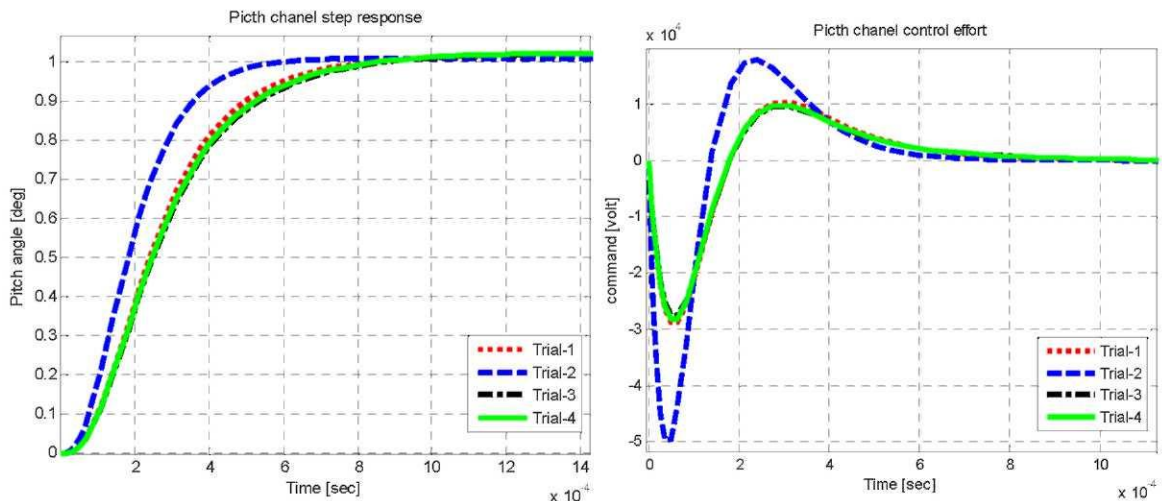 Picth chanel step response
Pitch angle [deg]
1
0.9
0.8
0.7
0.6
0.5
0.4
0.3
0.2
0.1
0
0 2 4 6 8 10 12 14
Time [sec]
x 10-4
Trial-1
Trial-2
Trial-3
Trial-4
Picth chanel control effort
x 104
command [volt]
1
0
-1
-2
-3
-4
-5
0 2 4 6 8 10
Time [sec]
x 10-4
Trial-1
Trial-2
Trial-3
Trial-4